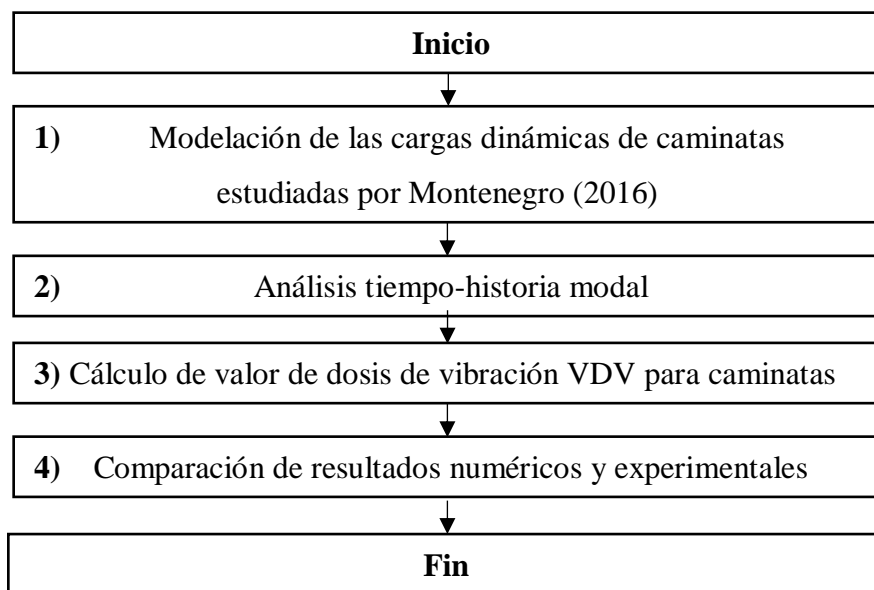 Inicio
1) Modelación de las cargas dinámicas de caminatas
estudiadas por Montenegro (2016)
2) Análisis tiempo-historia modal
3) Cálculo de valor de dosis de vibración VDV para caminatas
4) Comparación de resultados numéricos y experimentales
Fin